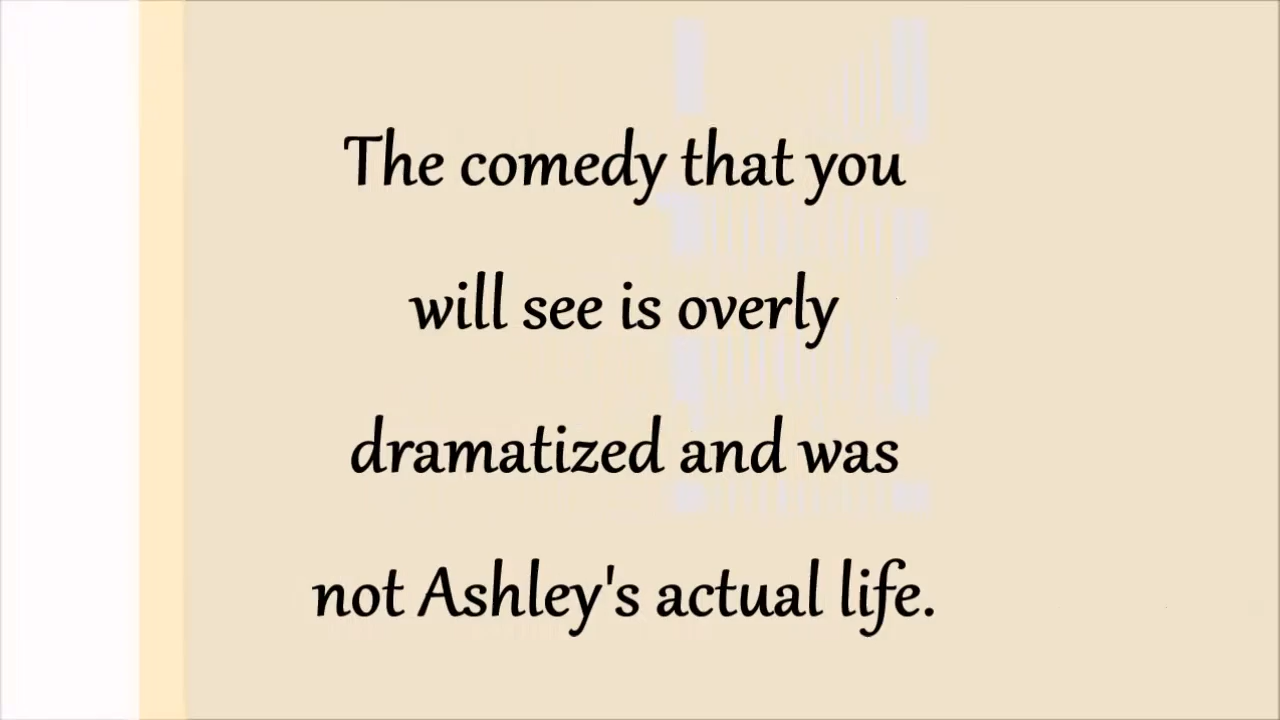 The comedy that you
will see is overly
dramatized and was
not Ashley's actual life.